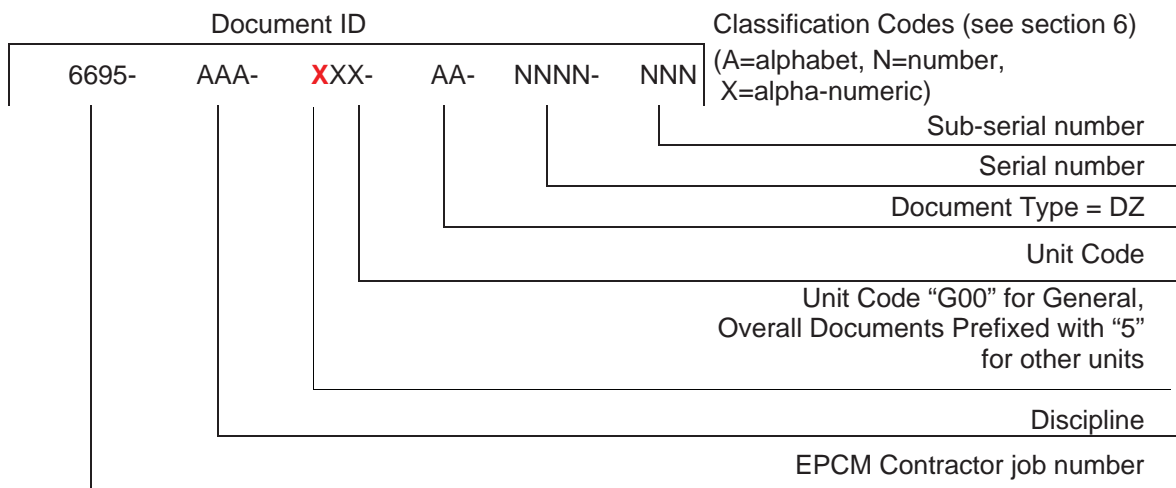 Document ID
Classification Codes (see section 6)
6695- AAA- XXX- AA- NNNN- NNN
(A=alphabet, N=number,
X=alpha-numeric)
Sub-serial number
Serial number
Document Type = DZ
Unit Code
Unit Code “G00” for General,
Overall Documents Prefixed with “5”
for other units
Discipline
EPCM Contractor job number